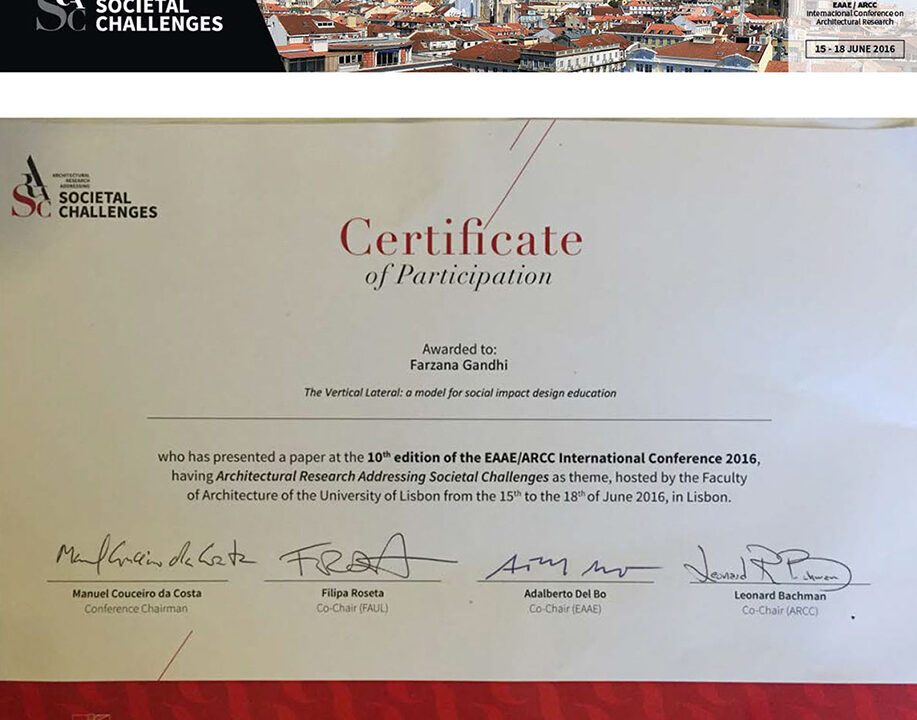 SOCIETAL
CHALLENGES
EAAE / ARCC
International Conference on
Architectural Research
15 - 18 JUNE 2016
ARCHITECTURAL
RESEARCH
ADDRESSING
SOCIETAL
CHALLENGES
Certificate
of Participation
Awarded to:
Farzana Gandhi
The Vertical Lateral: a model for social impact design education
who has presented a paper at the 10th edition of the EAAE/ARCC International Conference 2016,
having Architectural Research Addressing Societal Challenges as theme, hosted by the Faculty
of Architecture of the University of Lisbon from the 15th to the 18th of June 2016, in Lisbon.
Manuel Couceiro da Costa
Conference Chairman
Filipa Roseta
Co-Chair (FAUL)
Adalberto Del Bo
Co-Chair (EAAE)
Leonard Bachman
Co-Chair (ARCC)